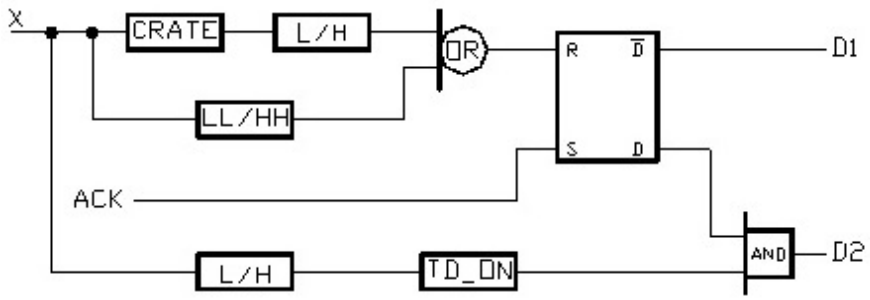 X
CRATE L/H OR R D̅ D1
LL/HH
S D
ACK
L/H TD_ON AND D2